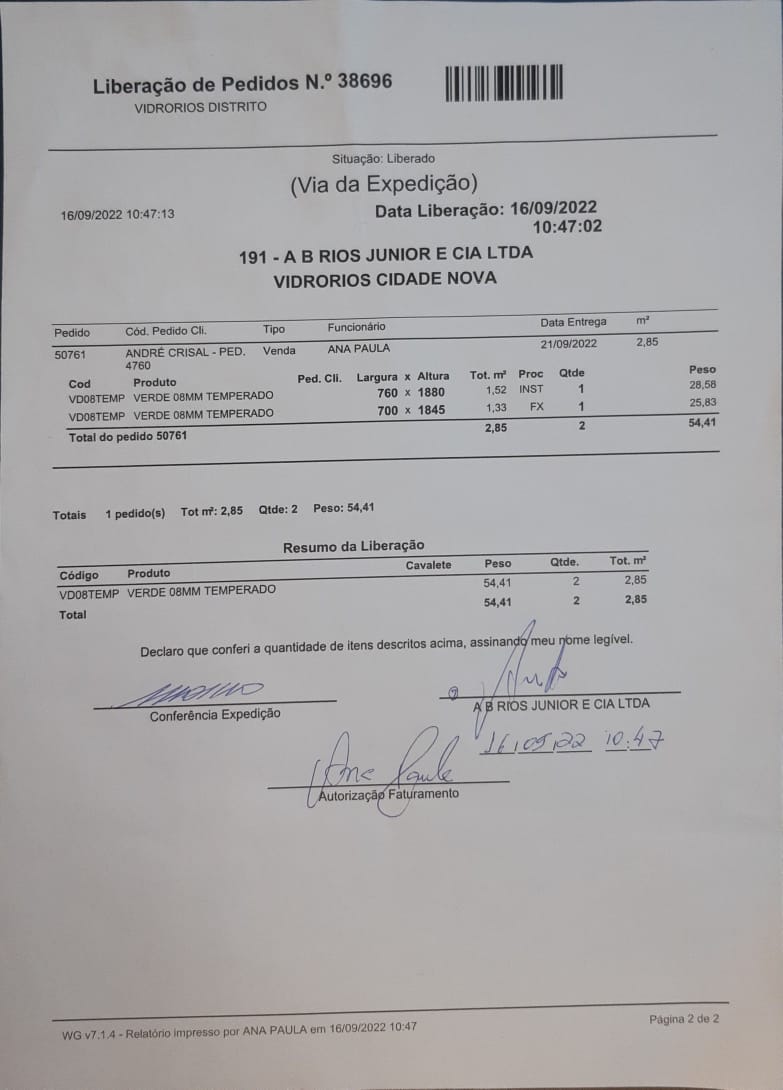 Liberação de Pedidos N.º 38696
VIDRORIOS DISTRITO
Situação: Liberado
(Via da Expedição)
16/09/2022 10:47:13
Data Liberação: 16/09/2022
10:47:02
191 - A B RIOS JUNIOR E CIA LTDA
VIDRORIOS CIDADE NOVA
Pedido Cód. Pedido Cli. Tipo Funcionário Data Entrega m²
50761 ANDRÉ CRISAL - PED. 4760 Venda ANA PAULA 21/09/2022 2,85
Cod Produto Ped. Cli. Largura x Altura Tot. m² Proc Qtde Peso
VD08TEMP VERDE 08MM TEMPERADO 760 x 1880 1,52 INST 1 28,58
VD08TEMP VERDE 08MM TEMPERADO 700 x 1845 1,33 FX 1 25,83
Total do pedido 50761 2,85 2 54,41
Totais 1 pedido(s) Tot m²: 2,85 Qtde: 2 Peso: 54,41
Resumo da Liberação
Código Produto Cavalete Peso Qtde. Tot. m²
VD08TEMP VERDE 08MM TEMPERADO 54,41 2 2,85
Total 54,41 2 2,85
Declaro que conferi a quantidade de itens descritos acima, assinando meu nome legível.
Conferência Expedição
A B RIOS JUNIOR E CIA LTDA
16,09,22 10:47
Ana Paula
Autorização Faturamento
WG v7.1.4 - Relatório impresso por ANA PAULA em 16/09/2022 10:47
Página 2 de 2